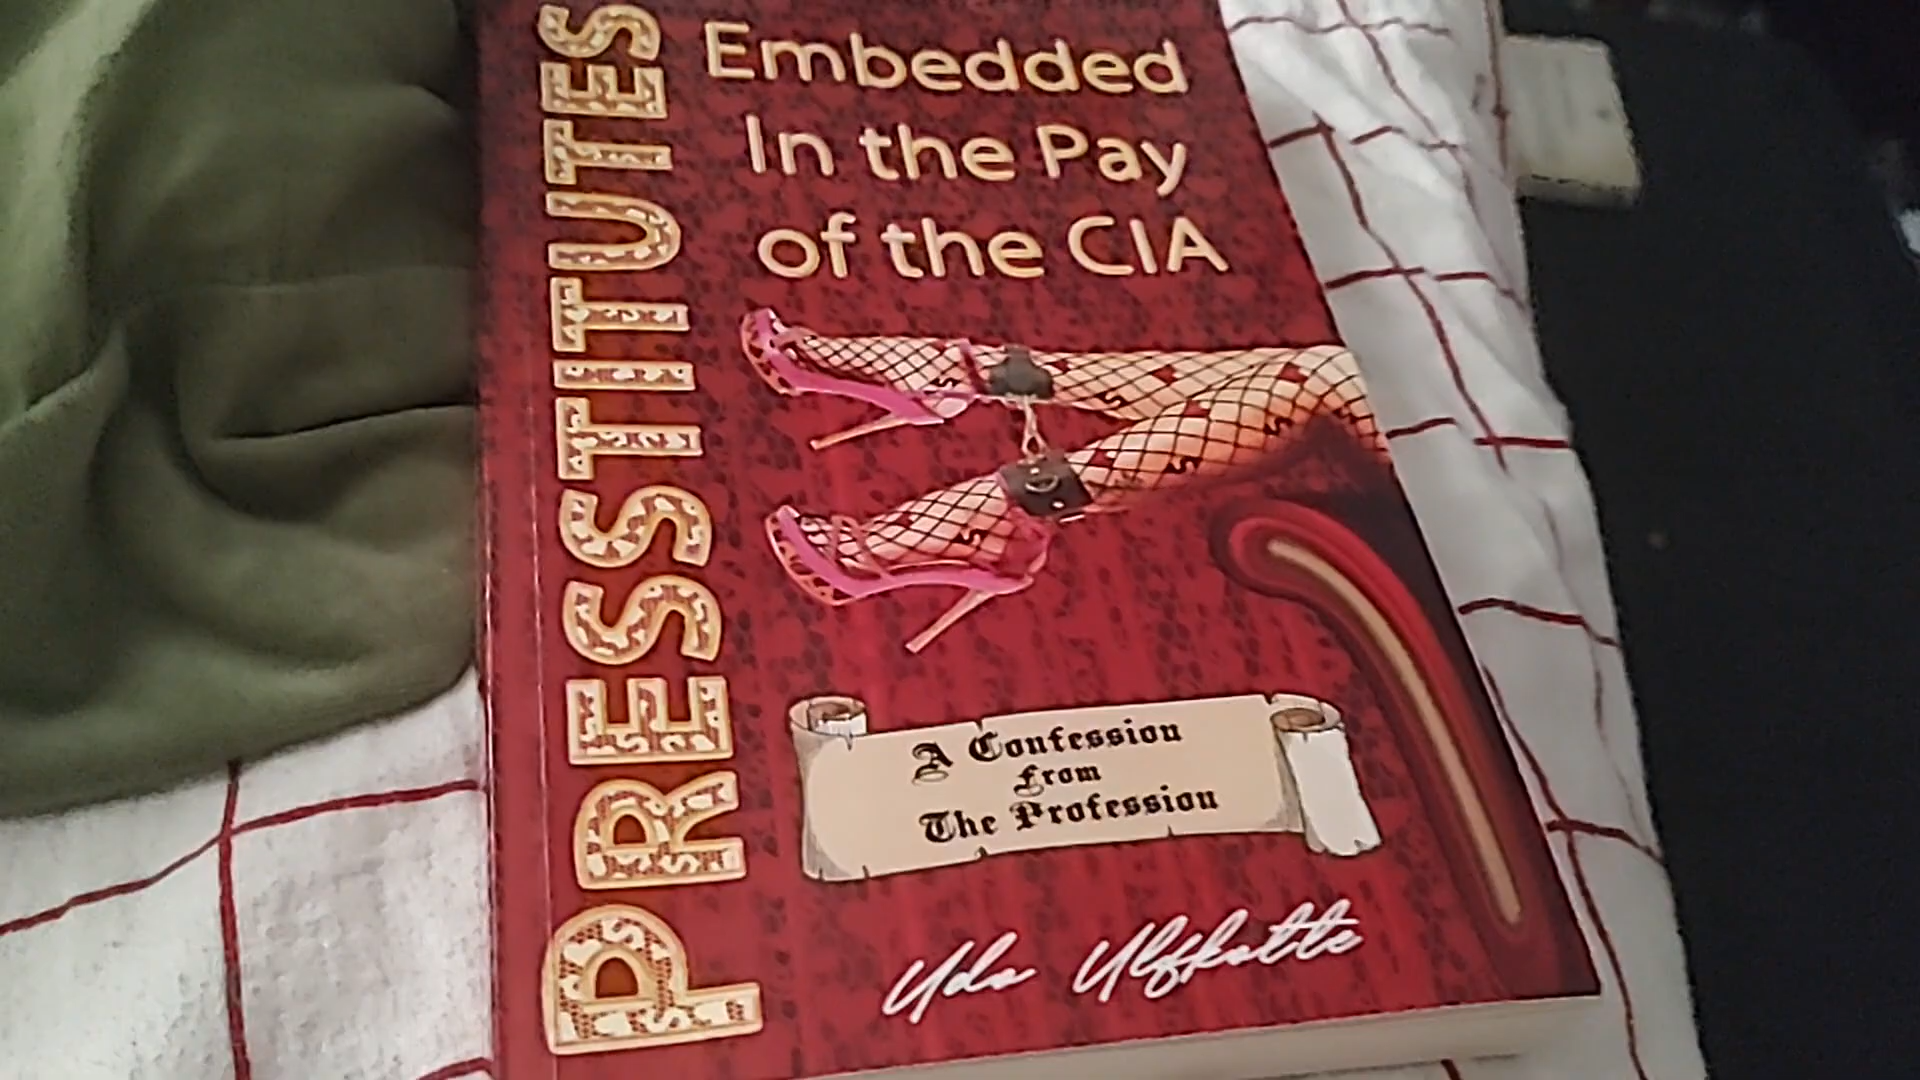 PRESSTITUTES
Embedded
In the Pay
of the CIA
A Confession
from
The Profession
Udo Ulfkotte